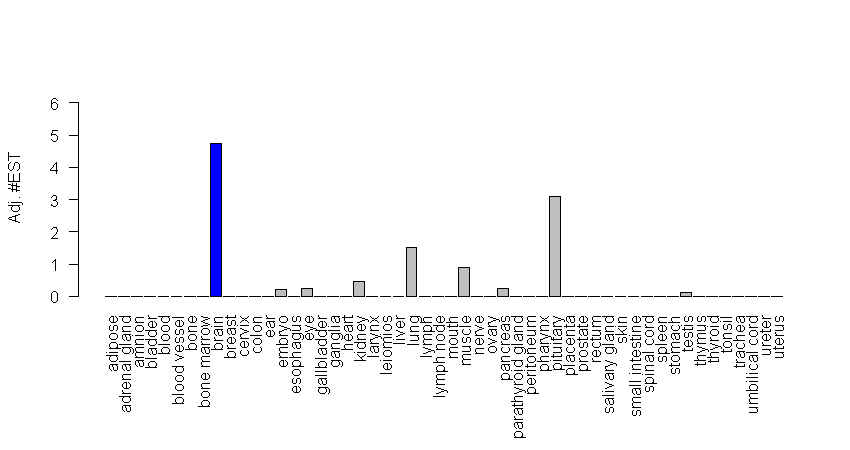 Adj. #EST
6
5
4
3
2
1
0
adipose
adrenal gland
amnion
bladder
blood
blood vessel
bone
bone marrow
brain
breast
cervix
colon
ear
embryo
esophagus
eye
gallbladder
ganglia
heart
kidney
larynx
leiomios
liver
lung
lymph
lymph node
mouth
muscle
nerve
ovary
pancreas
parathyroid gland
peritoneum
pharynx
pituitary
placenta
prostate
rectum
salivary gland
skin
small intestine
spinal cord
spleen
stomach
testis
thymus
thyroid
tonsil
trachea
umbilical cord
ureter
uterus